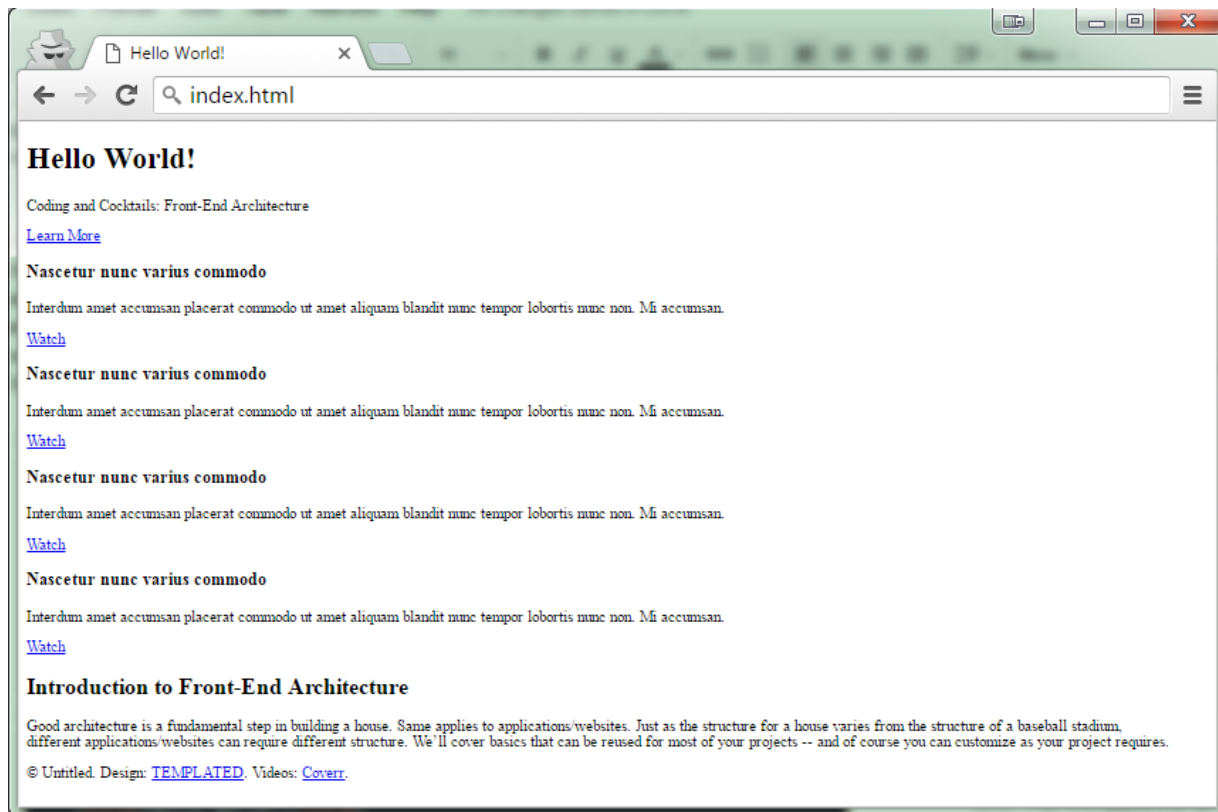 Hello World!
index.html
Hello World!
Coding and Cocktails: Front-End Architecture
Learn More
Nascetur nunc varius commodo
Interdum amet accumsan placerat commodo ut amet aliquam blandit nunc tempor lobortis nunc non. Mi accumsan.
Watch
Nascetur nunc varius commodo
Interdum amet accumsan placerat commodo ut amet aliquam blandit nunc tempor lobortis nunc non. Mi accumsan.
Watch
Nascetur nunc varius commodo
Interdum amet accumsan placerat commodo ut amet aliquam blandit nunc tempor lobortis nunc non. Mi accumsan.
Watch
Nascetur nunc varius commodo
Interdum amet accumsan placerat commodo ut amet aliquam blandit nunc tempor lobortis nunc non. Mi accumsan.
Watch
Introduction to Front-End Architecture
Good architecture is a fundamental step in building a house. Same applies to applications/websites. Just as the structure for a house varies from the structure of a baseball stadium,
different applications/websites can require different structure. We'll cover basics that can be reused for most of your projects -- and of course you can customize as your project requires.
© Untitled. Design: TEMPLATED. Videos: Coverr.